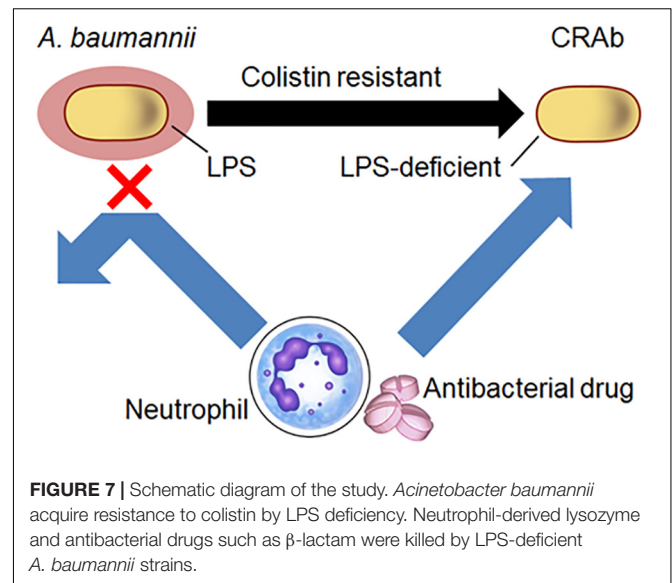 A. baumannii
CRAb
Colistin resistant
LPS
LPS-deficient
Neutrophil
Antibacterial drug
FIGURE 7 | Schematic diagram of the study. Acinetobacter baumannii
acquire resistance to colistin by LPS deficiency. Neutrophil-derived lysozyme
and antibacterial drugs such as β-lactam were killed by LPS-deficient
A. baumannii strains.